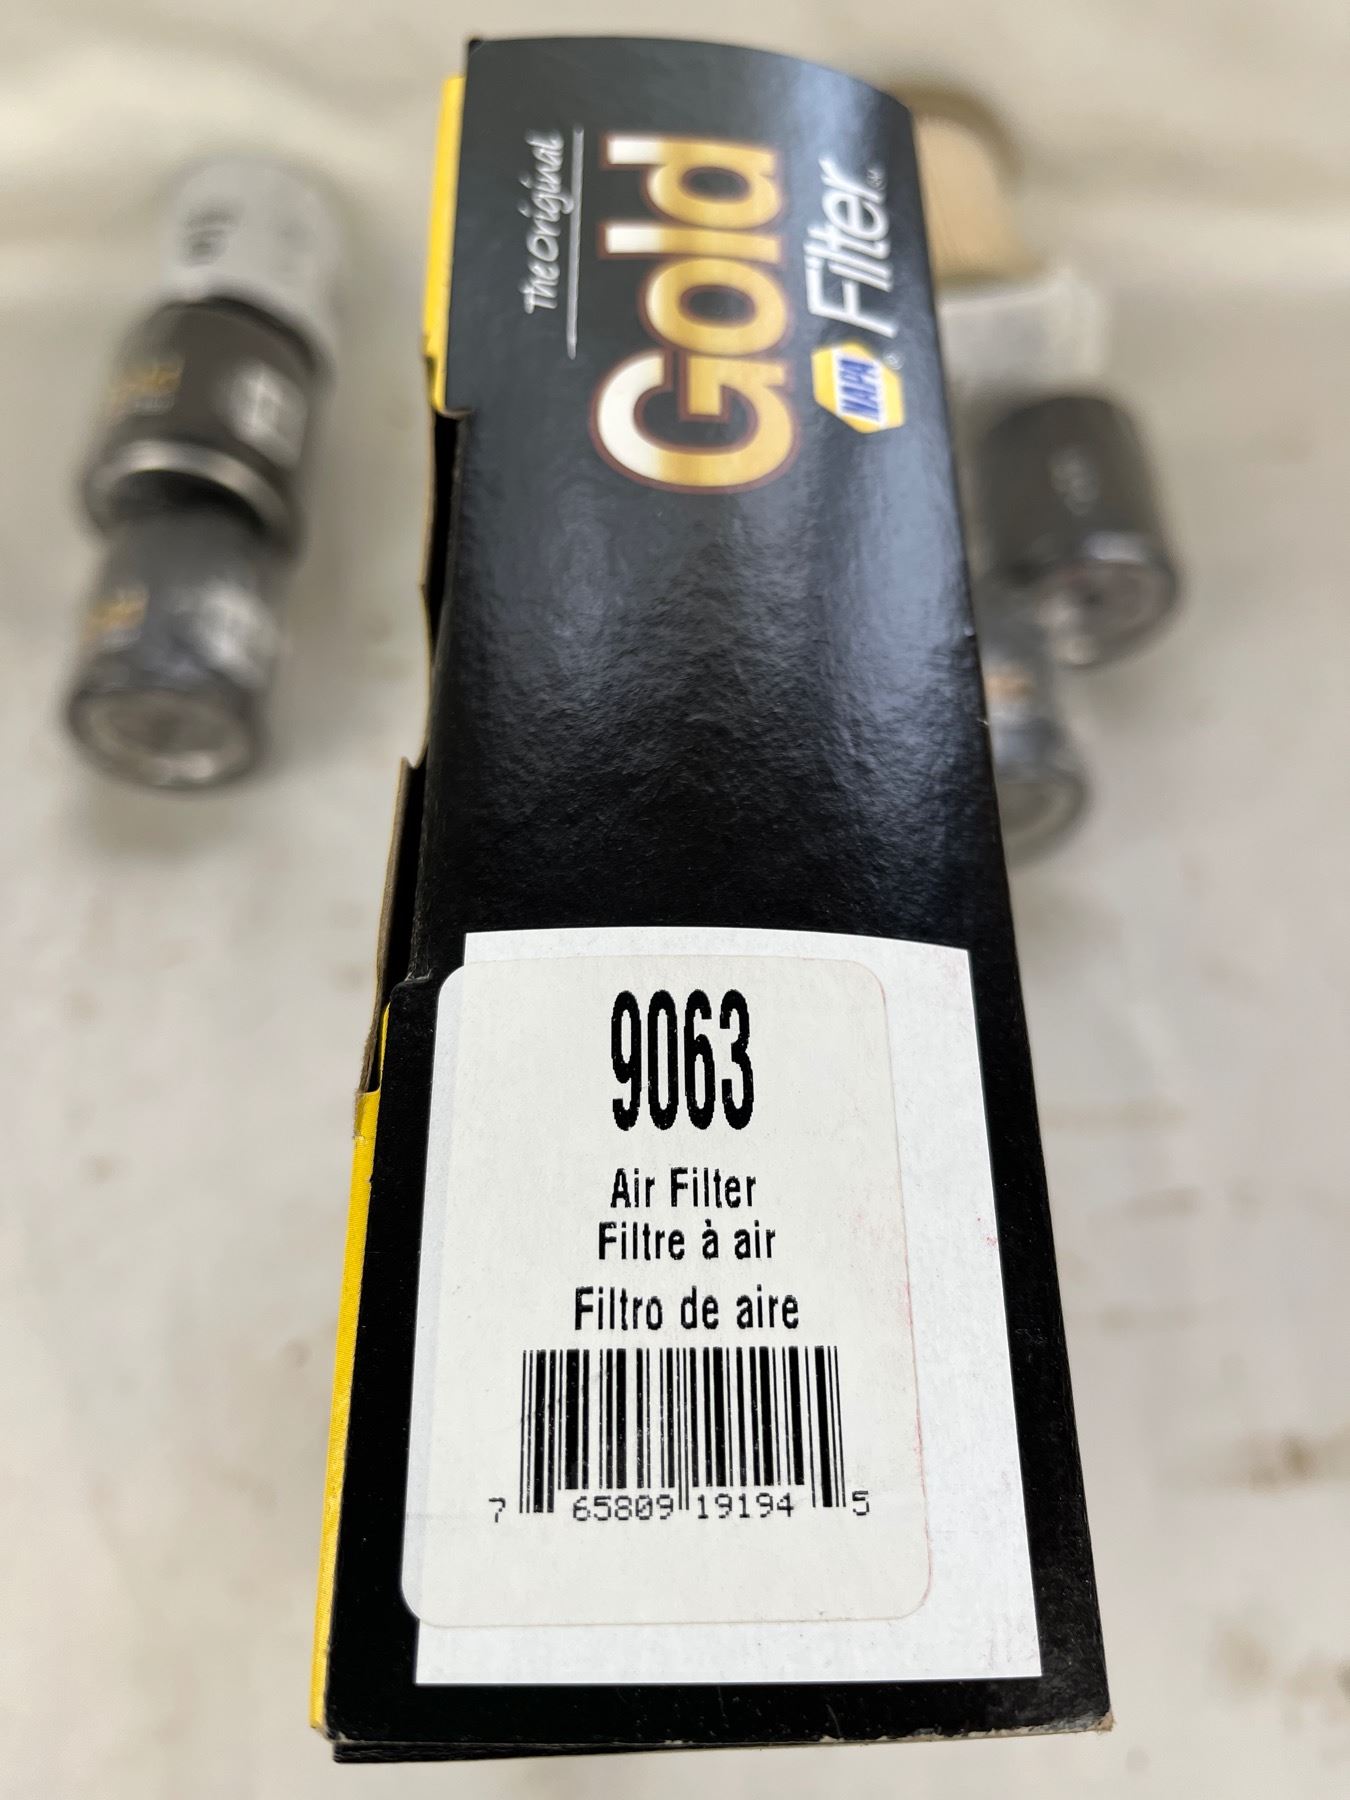 The Original
Gold
NAPA Filter
9063
Air Filter
Filtre à air
Filtro de aire
7 65809 19194 5